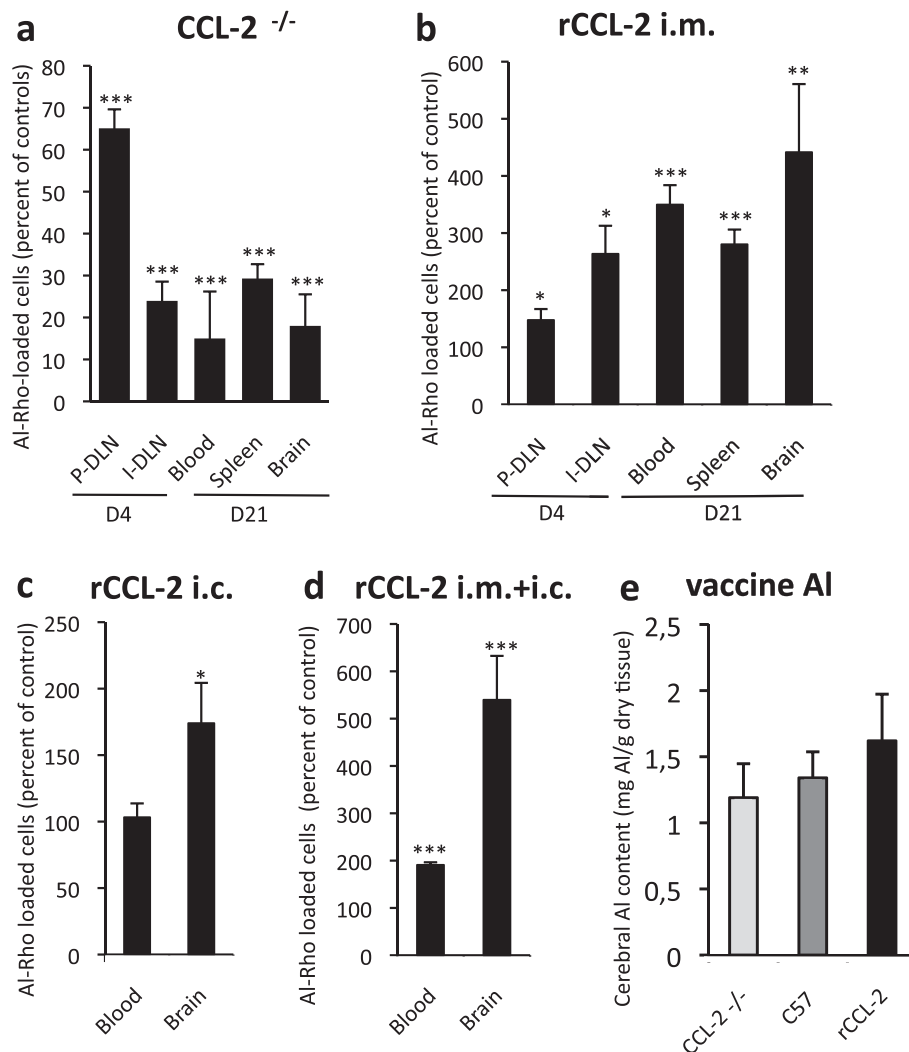 a
CCL-2 -/-
Al-Rho-loaded cells (percent of controls)
80
70
60
50
40
30
20
10
0
***
***
***
***
***
P-DLN
I-DLN
Blood
Spleen
Brain
D4
D21
b
rCCL-2 i.m.
Al-Rho loaded cells (percent of control)
600
500
400
300
200
100
0
*
*
***
***
**
P-DLN
I-DLN
Blood
Spleen
Brain
D4
D21
c
rCCL-2 i.c.
Al-Rho loaded cells (percent of control)
250
200
150
100
50
0
*
Blood
Brain
d
rCCL-2 i.m.+i.c.
Al-Rho loaded cells (percent of control)
700
600
500
400
300
200
100
0
***
***
Blood
Brain
e
vaccine Al
Cerebral Al content (mg Al/g dry tissue)
2,5
2
1,5
1
0,5
0
CCL-2 -/-
C57
rCCL-2